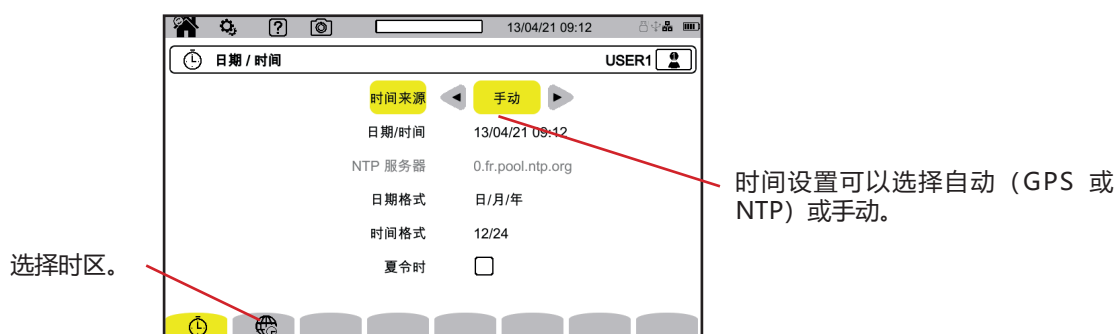 13/04/21 09:12
日期 / 时间
USER1
时间来源 手动
日期/时间 13/04/21 09:12
NTP 服务器 0.fr.pool.ntp.org
日期格式 日/月/年
时间格式 12/24
夏令时
时间设置可以选择自动（GPS 或
NTP）或手动。
选择时区。